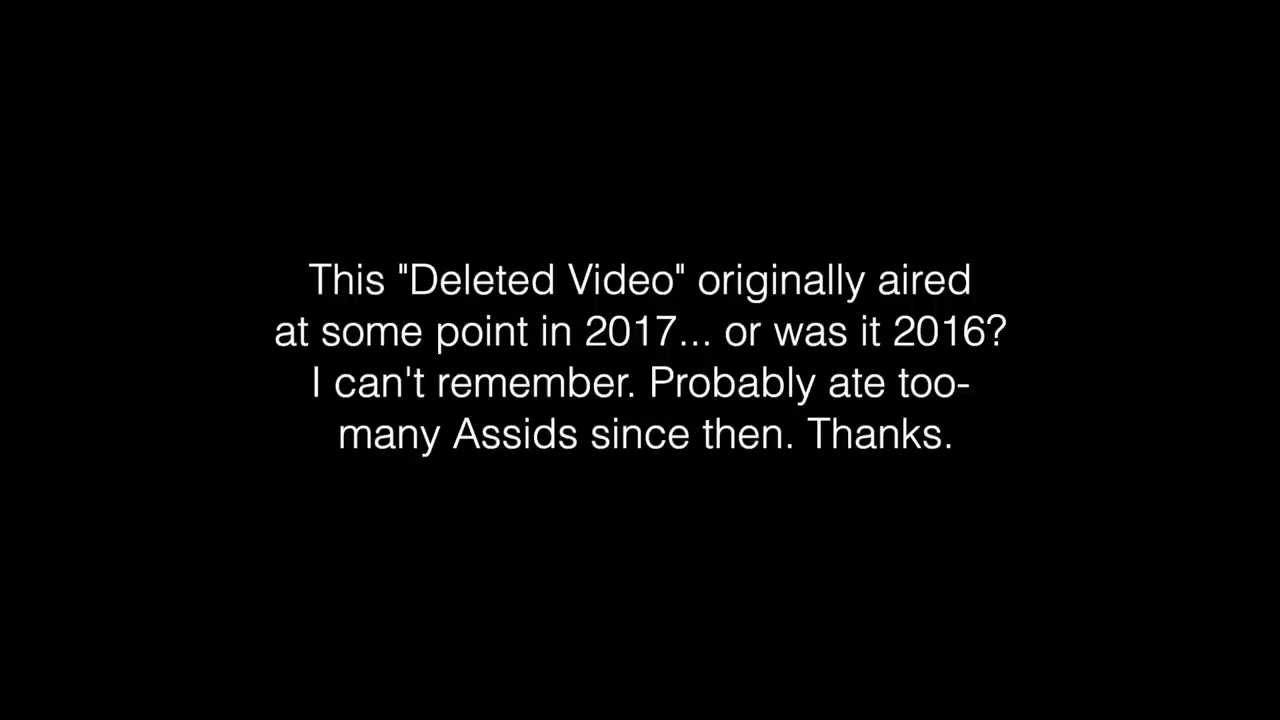 This "Deleted Video" originally aired
at some point in 2017... or was it 2016?
I can't remember. Probably ate too-
many Assids since then. Thanks.